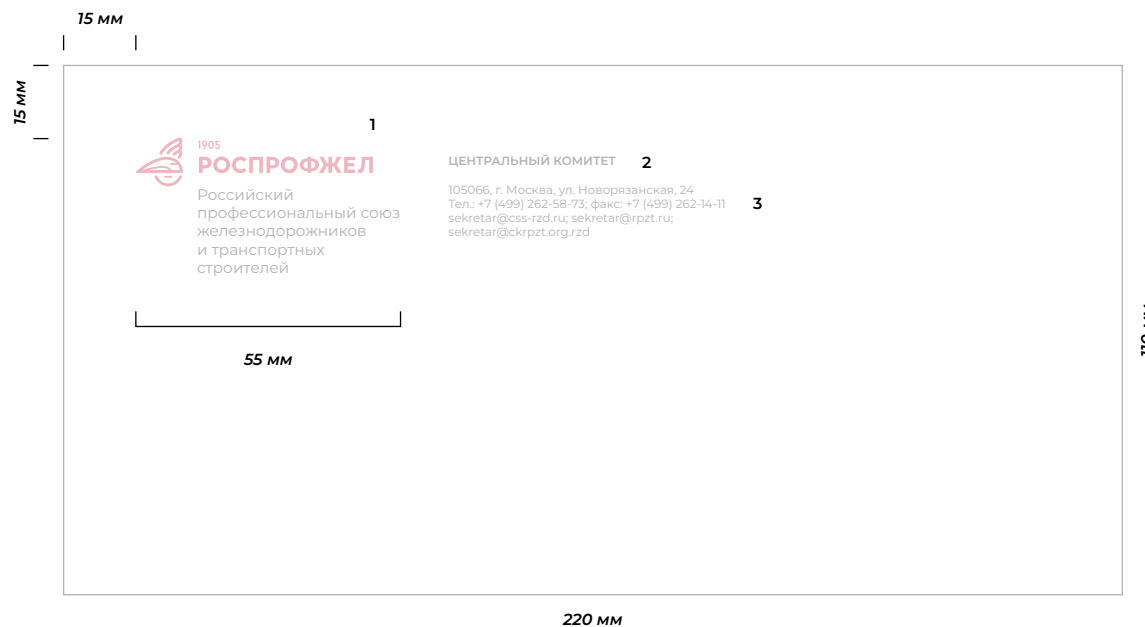 15 мм
15 мм
1
1905
РОСПРОФЖЕЛ
Российский
профессиональный союз
железнодорожников
и транспортных
строителей
ЦЕНТРАЛЬНЫЙ КОМИТЕТ
2
105066, г. Москва, ул. Новорязанская, 24
Тел.: +7 (499) 262-58-73; факс: +7 (499) 262-14-11
sekretar@css-rzd.ru; sekretar@rpzt.ru;
sekretar@ckrpzt.org.rzd
3
55 мм
220 мм